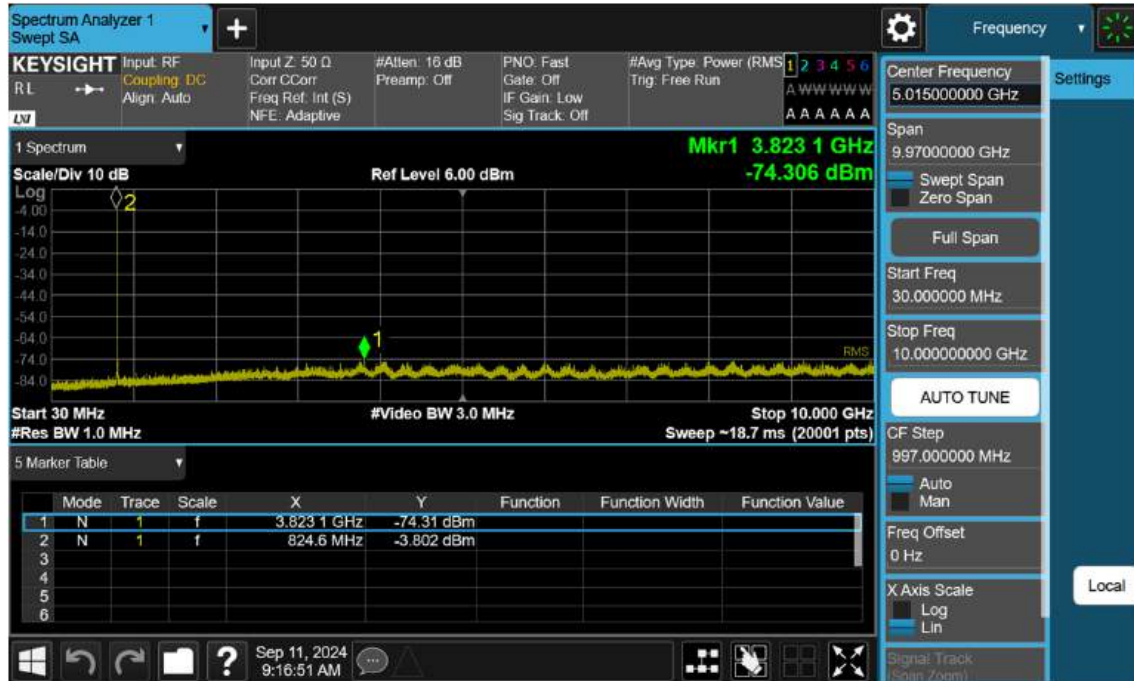 Spectrum Analyzer 1
Swept SA
+
Frequency
KEYSIGHT
RL
LXI
Input: RF
Coupling: DC
Align: Auto
Input Z: 50 Ω
Corr CCorr
Freq Ref: Int (S)
NFE: Adaptive
#Atten: 16 dB
Preamp: Off
PNO: Fast
Gate: Off
IF Gain: Low
Sig Track: Off
#Avg Type: Power (RMS
Trig: Free Run
1 2 3 4 5 6
A W W W W W
A A A A A A
Center Frequency
5.015000000 GHz
Settings
Span
9.97000000 GHz
Swept Span
Zero Span
Full Span
Start Freq
30.000000 MHz
Stop Freq
10.000000000 GHz
AUTO TUNE
CF Step
997.000000 MHz
Auto
Man
Freq Offset
0 Hz
X Axis Scale
Log
Lin
Signal Track
(Span Zoom)
Local
1 Spectrum
Mkr1 3.823 1 GHz
-74.306 dBm
Scale/Div 10 dB
Ref Level 6.00 dBm
Log
-4.00
-14.0
-24.0
-34.0
-44.0
-54.0
-64.0
-74.0
-84.0
2
1
RMS
Start 30 MHz
#Video BW 3.0 MHz
Stop 10.000 GHz
#Res BW 1.0 MHz
Sweep ~18.7 ms (20001 pts)
5 Marker Table
Mode Trace Scale X Y Function Function Width Function Value
1 N 1 f 3.823 1 GHz -74.31 dBm
2 N 1 f 824.6 MHz -3.802 dBm
3
4
5
6
?
Sep 11, 2024
9:16:51 AM